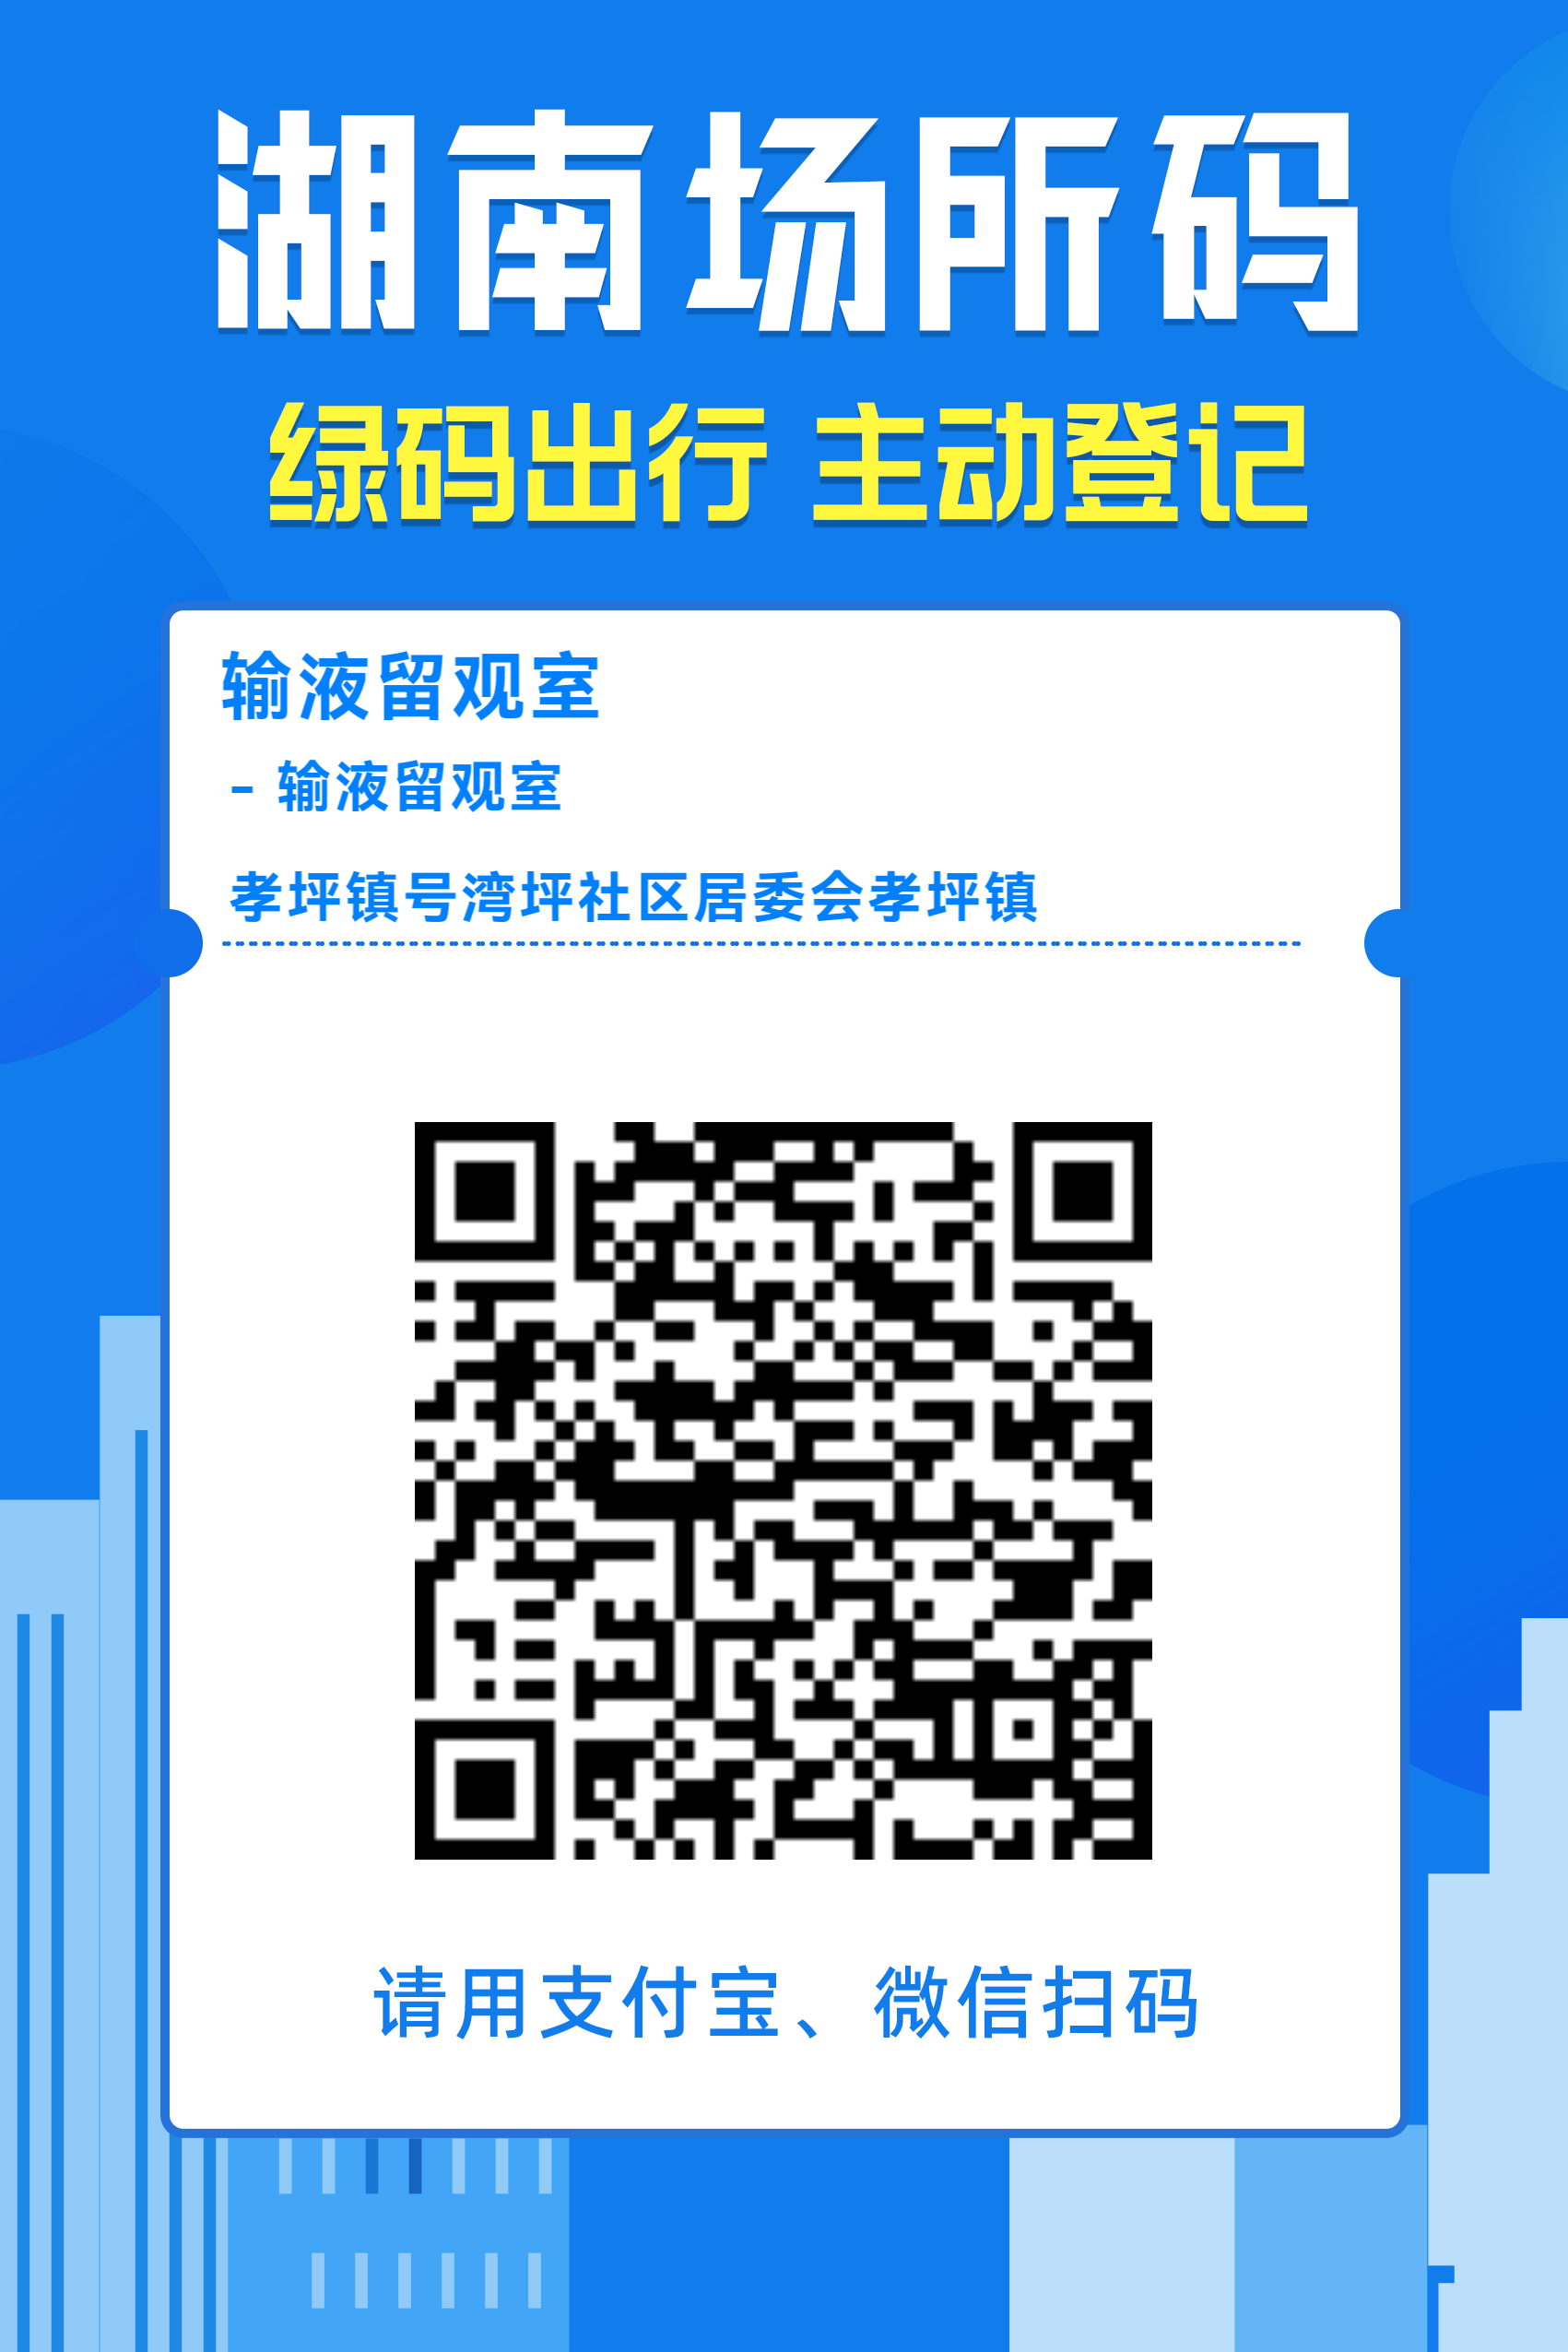 湖南场所码
绿码出行 主动登记
输液留观室
- 输液留观室
孝坪镇号湾坪社区居委会孝坪镇
请用支付宝、微信扫码